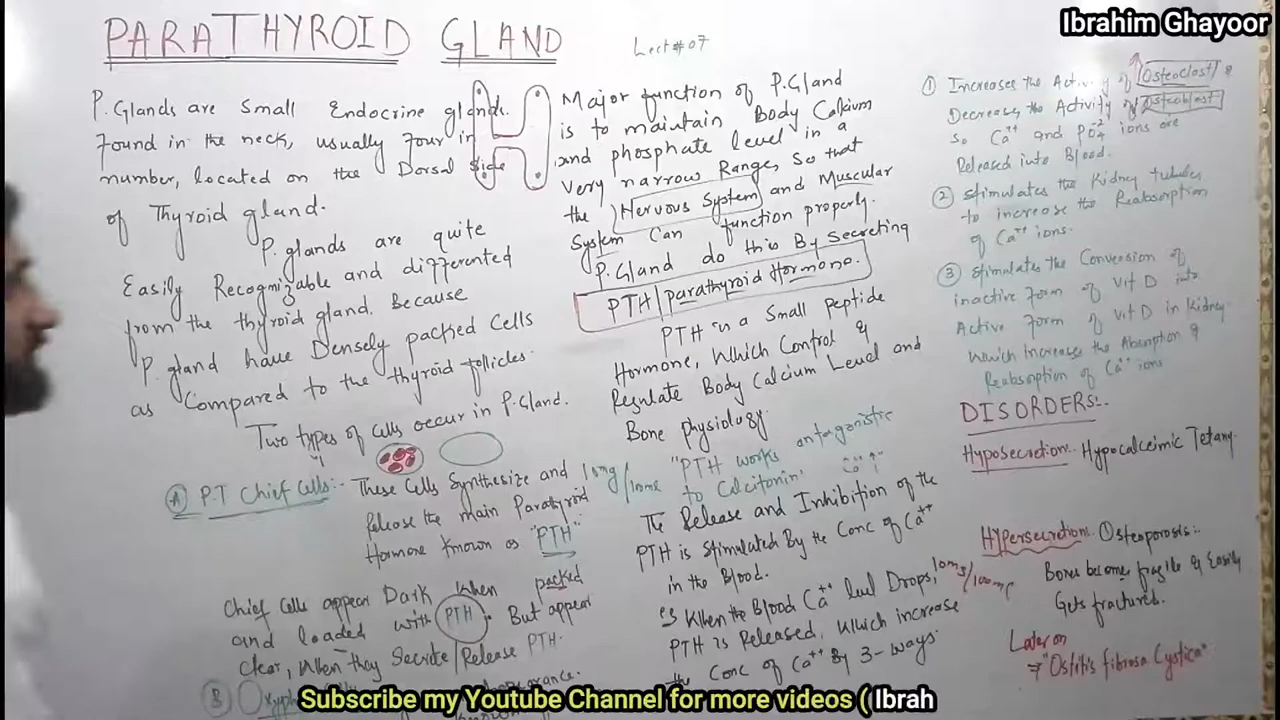 Ibrahim Ghayoor
PARATHYROID GLAND
Lect#07
P.Glands are Small Endocrine glands.
Found in the neck, usually Four in
number, located on the Dorsal Side
of Thyroid gland.
P.glands are quite
Easily Recognizable and differented
from the thyroid gland. Because
P.gland have Densely packed Cells
as Compared to the thyroid follicles.
Two types of Cells occur in P.Gland.
(A) P.T Chief Cells:- These Cells Synthesize and
Release the main Parathyroid
Hormone Known as "PTH"
Chief Cells appear Dark When packed
and loaded with PTH. But appear
clear, When they Secrete/Release PTH.
(B)
Major function of P.Gland
is to maintain Body Calcium
and phosphate level in a
Very narrow Range, So that
the Nervous System and Muscular
System Can function properly.
P.Gland do this By Secreting
PTH/parathyroid Hormone.
PTH is a Small peptide
Hormone, Which Control &
Regulate Body Calcium Level and
Bone physiology.
"PTH works antagonistic
to Calcitonin" Ca++ ↑
The Release and Inhibition of the
PTH is Stimulated By the Conc of Ca++
in the Blood.
When the Blood Ca++ level Drops,
PTH is Released, Which increase
the Conc of Ca++ By 3-ways
① Increases the Activity of Osteoclast &
Decreases the Activity of Osteoblast
So Ca++ and PO4-2 ions are
Released into Blood.
② Stimulates the Kidney tubules
to increase the Reabsorption
of Ca++ ions.
③ Stimulates the Conversion of
inactive Form of Vit D into
Active Form of Vit D in Kidney.
Which Increases the Absorption &
Reabsorption of Ca++ ions
DISORDERS:.
Hyposecretion.. Hypocalceimic Tetany.
Hypersecretion.. ① Osteoporosis:.
Bones become fragile & Easily
Gets fractured.
Later on
→ "Ostitis fibrosa Cystica"
Subscribe my Youtube Channel for more videos ( Ibrah